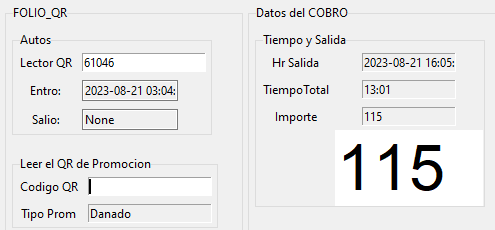 FOLIO_QR
Autos
Lector QR 61046
Entro: 2023-08-21 03:04:
Salio: None
Leer el QR de Promocion
Codigo QR
Tipo Prom Danado
Datos del COBRO
Tiempo y Salida
Hr Salida 2023-08-21 16:05:
TiempoTotal 13:01
Importe 115
115